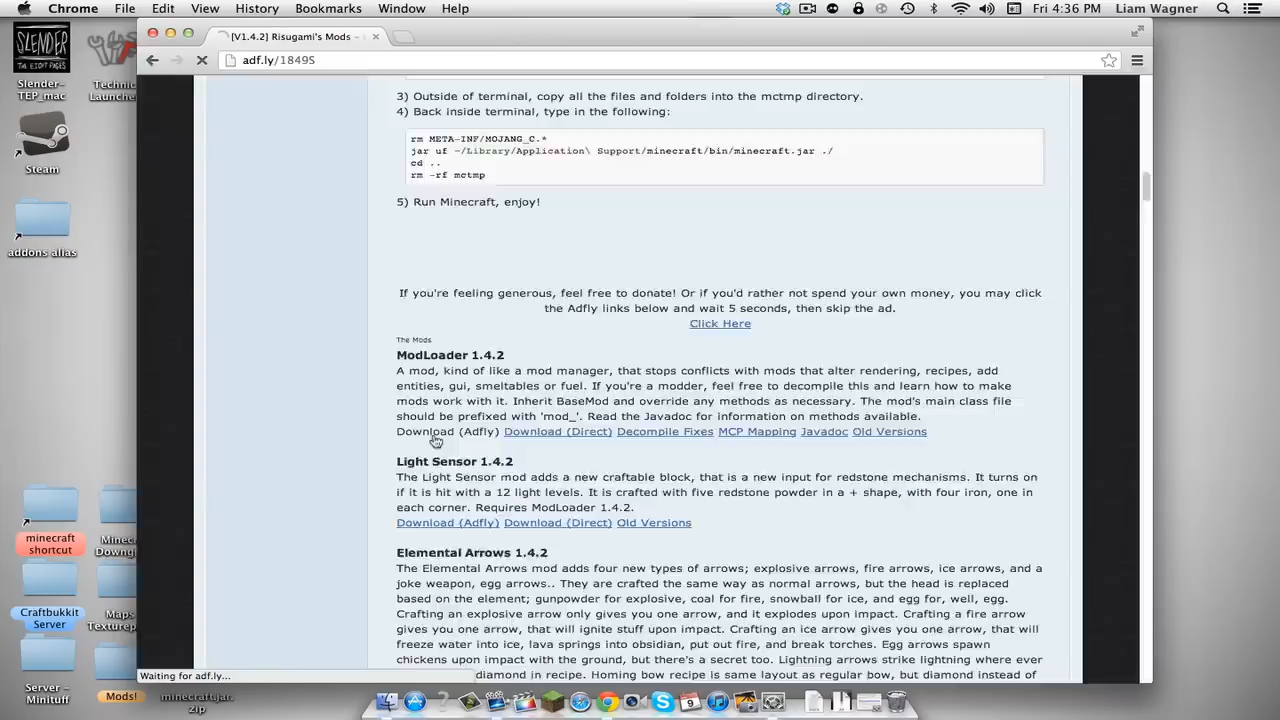 Chrome File Edit View History Bookmarks Window Help Fri 4:36 PM Liam Wagner
[V1.4.2] Risugami's Mods –
adf.ly/1849S
SLENDER
THE EIGHT PAGES
Slender-
TEP_mac
Technic
Launcher
Steam
addons alias
minecraft
shortcut
Craftbukkit
Server
Maps
Server –
Minituff
Mods!
minecraft.jar.
zip
3) Outside of terminal, copy all the files and folders into the mctmp directory.
4) Back inside terminal, type in the following:
rm META-INF/MOJANG_C.*
jar uf ~/Library/Application\ Support/minecraft/bin/minecraft.jar ./
cd ..
rm -rf mctmp
5) Run Minecraft, enjoy!
If you're feeling generous, feel free to donate! Or if you'd rather not spend your own money, you may click
the Adfly links below and wait 5 seconds, then skip the ad.
Click Here
The Mods
ModLoader 1.4.2
A mod, kind of like a mod manager, that stops conflicts with mods that alter rendering, recipes, add
entities, gui, smeltables or fuel. If you're a modder, feel free to decompile this and learn how to make
mods work with it. Inherit BaseMod and override any methods as necessary. The mod's main class file
should be prefixed with 'mod_'. Read the Javadoc for information on methods available.
Download (Adfly) Download (Direct) Decompile Fixes MCP Mapping Javadoc Old Versions
Light Sensor 1.4.2
The Light Sensor mod adds a new craftable block, that is a new input for redstone mechanisms. It turns on
if it is hit with a 12 light levels. It is crafted with five redstone powder in a + shape, with four iron, one in
each corner. Requires ModLoader 1.4.2.
Download (Adfly) Download (Direct) Old Versions
Elemental Arrows 1.4.2
The Elemental Arrows mod adds four new types of arrows; explosive arrows, fire arrows, ice arrows, and a
joke weapon, egg arrows.. They are crafted the same way as normal arrows, but the head is replaced
based on the element; gunpowder for explosive, coal for fire, snowball for ice, and egg for, well, egg.
Crafting an explosive arrow only gives you one arrow, and it explodes upon impact. Crafting a fire arrow
gives you one arrow, that will ignite stuff upon impact. Crafting an ice arrow gives you one arrow, that will
freeze water into ice, lava springs into obsidian, put out fire, and break torches. Egg arrows spawn
chickens upon impact with the ground, but there's a secret too. Lightning arrows strike lightning where ever
diamond in recipe. Homing bow recipe is same layout as regular bow, but diamond instead of
Waiting for adf.ly...